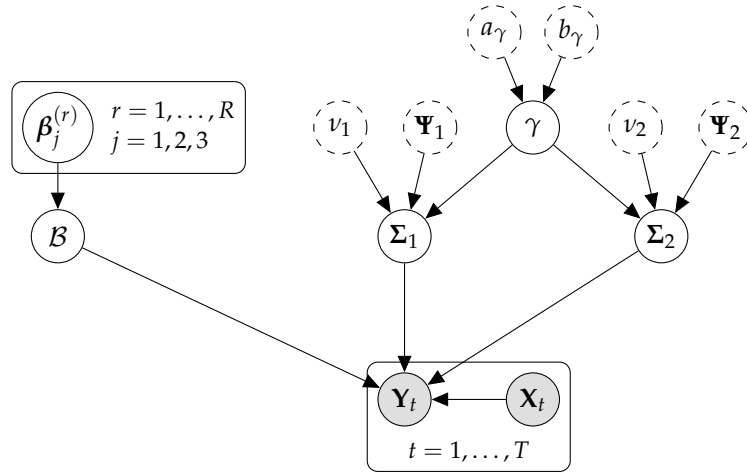 a_γ b_γ
β_j^{(r)} r = 1, . . . , R
j = 1, 2, 3
ν_1 Ψ_1 γ ν_2 Ψ_2
ℬ Σ_1 Σ_2
Y_t X_t
t = 1, . . . , T